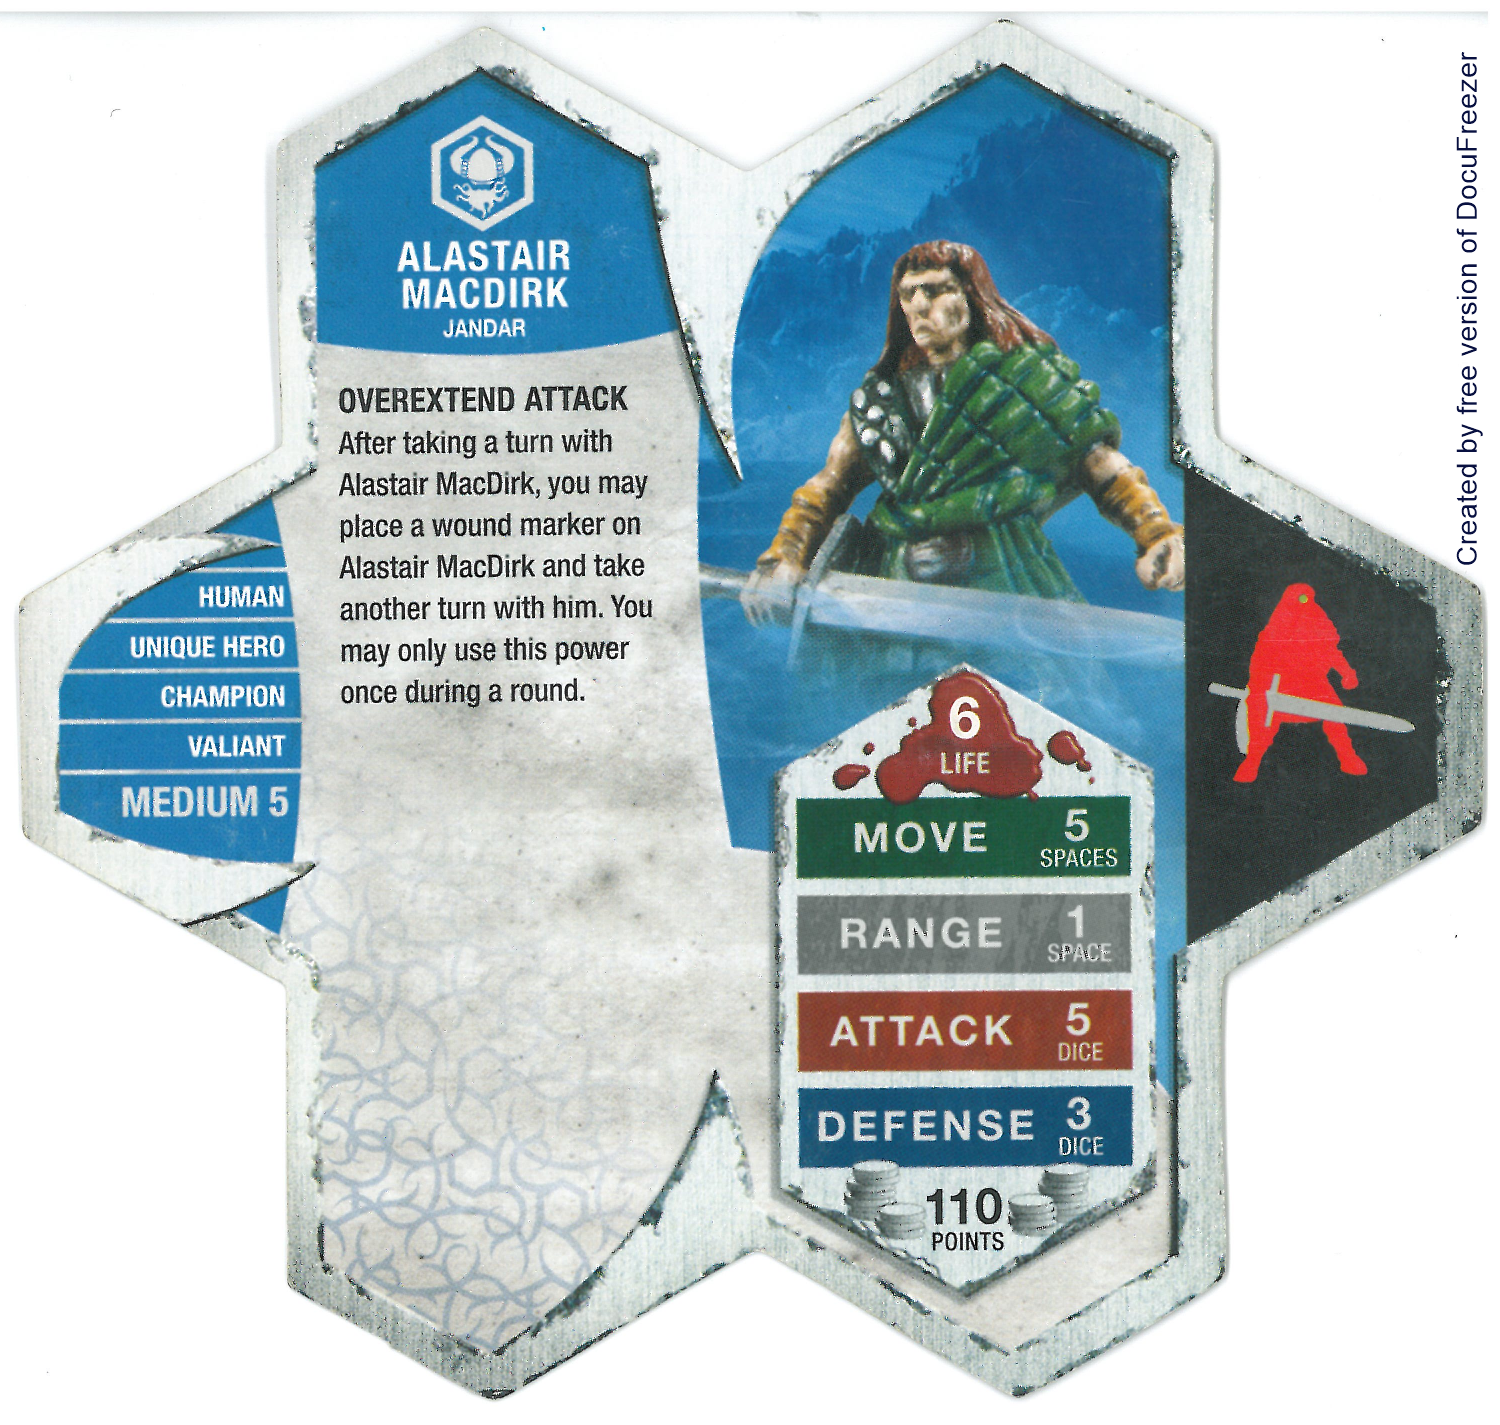 ALASTAIR
MACDIRK
JANDAR
OVEREXTEND ATTACK
After taking a turn with
Alastair MacDirk, you may
place a wound marker on
Alastair MacDirk and take
another turn with him. You
may only use this power
once during a round.
HUMAN
UNIQUE HERO
CHAMPION
VALIANT
MEDIUM 5
6
LIFE
MOVE 5
SPACES
RANGE 1
SPACE
ATTACK 5
DICE
DEFENSE 3
DICE
110
POINTS
Created by free version of DocuFreezer